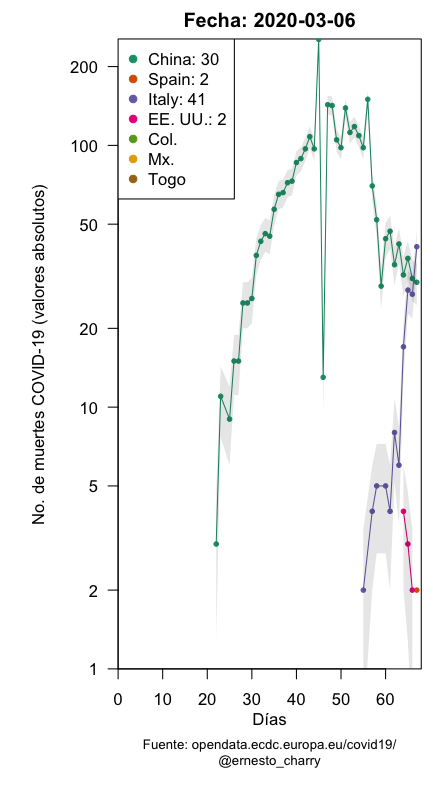 Fecha: 2020-03-06
China: 30
Spain: 2
Italy: 41
EE. UU.: 2
Col.
Mx.
Togo
No. de muertes COVID-19 (valores absolutos)
200
100
50
20
10
5
2
1
0 10 20 30 40 50 60
Días
Fuente: opendata.ecdc.europa.eu/covid19/
@ernesto_charry